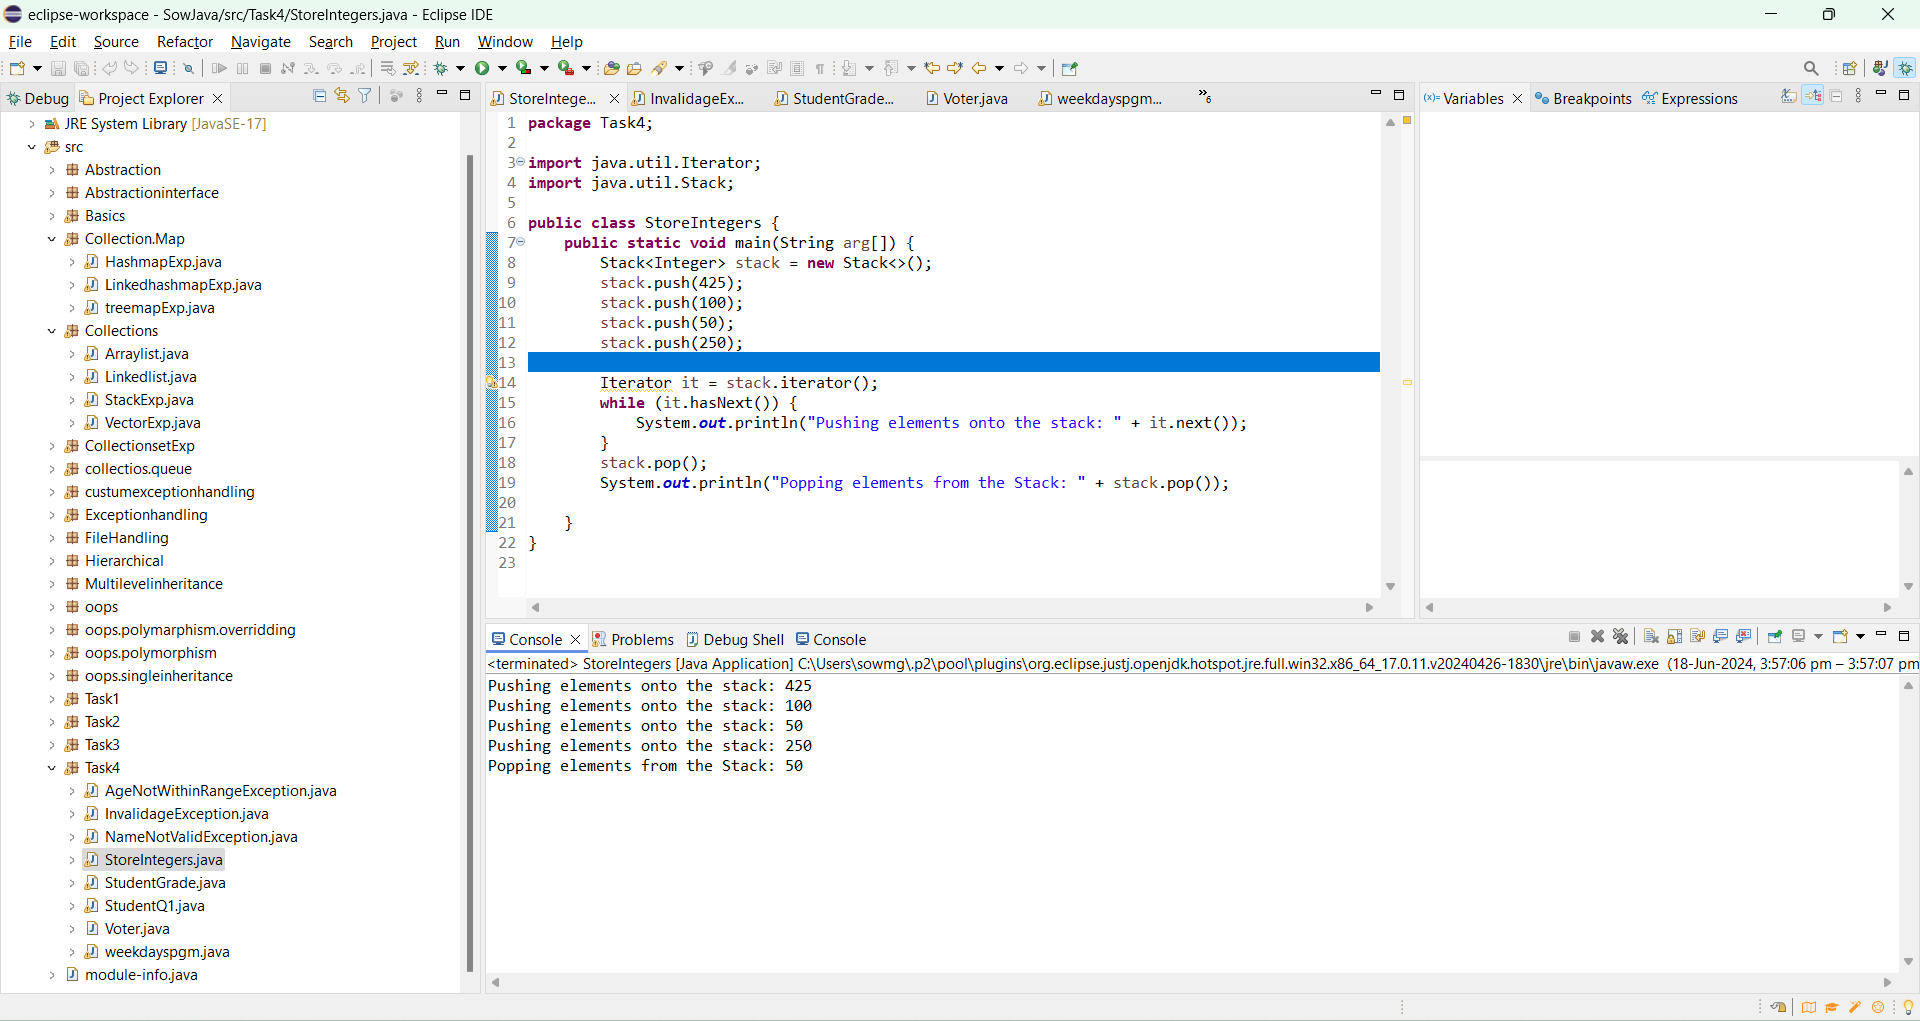 eclipse-workspace - SowJava/src/Task4/StoreIntegers.java - Eclipse IDE
File Edit Source Refactor Navigate Search Project Run Window Help
Debug Project Explorer
JRE System Library [JavaSE-17]
src
Abstraction
Abstractioninterface
Basics
Collection.Map
HashmapExp.java
LinkedhashmapExp.java
treemapExp.java
Collections
Arraylist.java
Linkedlist.java
StackExp.java
VectorExp.java
CollectionsetExp
collectios.queue
custumexceptionhandling
Exceptionhandling
FileHandling
Hierarchical
Multilevelinheritance
oops
oops.polymarphism.overridding
oops.polymorphism
oops.singleinheritance
Task1
Task2
Task3
Task4
AgeNotWithinRangeException.java
InvalidageException.java
NameNotValidException.java
StoreIntegers.java
StudentGrade.java
StudentQ1.java
Voter.java
weekdayspgm.java
module-info.java
StoreIntege... InvalidageEx... StudentGrade... Voter.java weekdayspgm... »6
1 package Task4;
2
3 import java.util.Iterator;
4 import java.util.Stack;
5
6 public class StoreIntegers {
7 public static void main(String arg[]) {
8 Stack<Integer> stack = new Stack<>();
9 stack.push(425);
10 stack.push(100);
11 stack.push(50);
12 stack.push(250);
13
14 Iterator it = stack.iterator();
15 while (it.hasNext()) {
16 System.out.println("Pushing elements onto the stack: " + it.next());
17 }
18 stack.pop();
19 System.out.println("Popping elements from the Stack: " + stack.pop());
20
21 }
22 }
23
(x)= Variables Breakpoints Expressions
Console Problems Debug Shell Console
<terminated> StoreIntegers [Java Application] C:\Users\sowmg\.p2\pool\plugins\org.eclipse.justj.openjdk.hotspot.jre.full.win32.x86_64_17.0.11.v20240426-1830\jre\bin\javaw.exe (18-Jun-2024, 3:57:06 pm – 3:57:07 pm
Pushing elements onto the stack: 425
Pushing elements onto the stack: 100
Pushing elements onto the stack: 50
Pushing elements onto the stack: 250
Popping elements from the Stack: 50